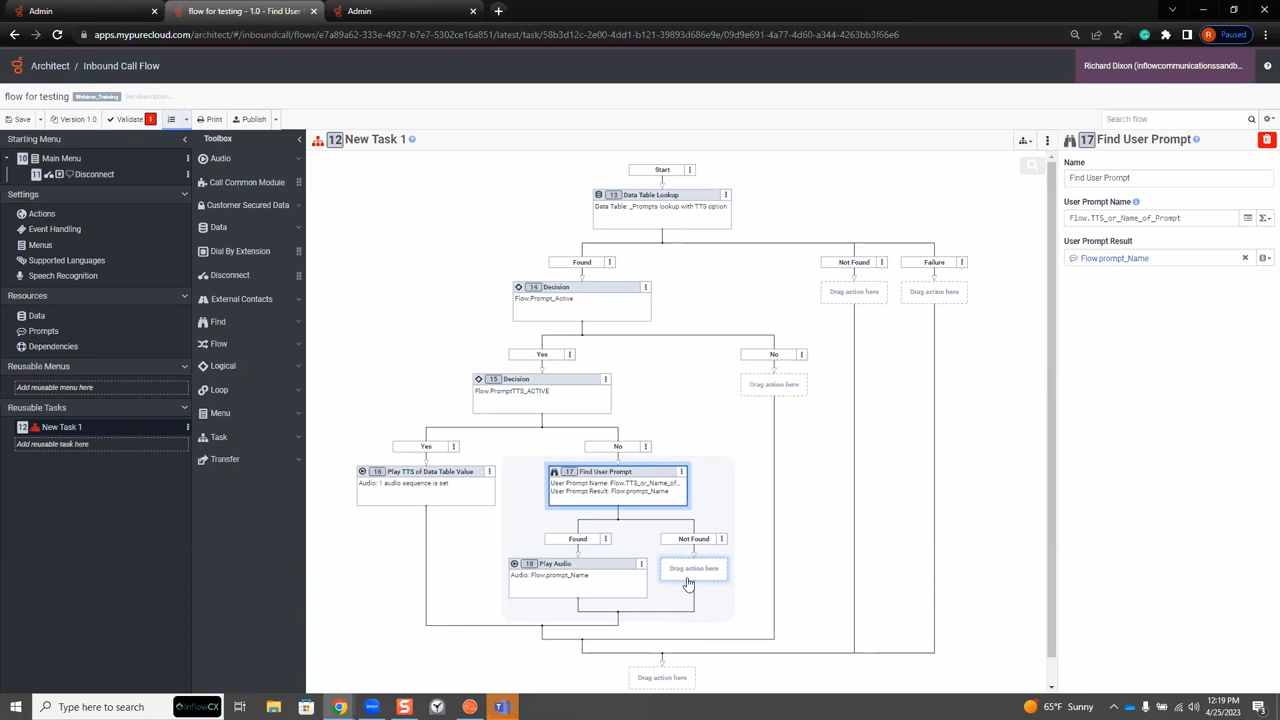 Admin
flow for testing - 1.0 - Find User
Admin
apps.mypurecloud.com/architect/#/inboundcall/flows/e7a89a62-333e-4927-b7e7-5302ce16a851/latest/task/58b3d12c-2ce0-4dd1-b121-39893d686e9e/09d9e691-4a77-4d60-a344-4263bb3f66e6
R Paused
Architect / Inbound Call Flow
Richard Dixon (inflowcommunicationssandb...
flow for testing Webinar_Training Set description...
Save Version 1.0 Validate 1 Print Publish
Search flow
Starting Menu
10 Main Menu
11 Disconnect
Settings
Actions
Event Handling
Menus
Supported Languages
Speech Recognition
Resources
Data
Prompts
Dependencies
Reusable Menus
Add reusable menu here
Reusable Tasks
12 New Task 1
Add reusable task here
Toolbox
Audio
Call Common Module
Customer Secured Data
Data
Dial By Extension
Disconnect
External Contacts
Find
Flow
Logical
Loop
Menu
Task
Transfer
12 New Task 1
Start
13 Data Table Lookup
Data Table: _Prompts lookup with TTS option
Found
Not Found
Failure
14 Decision
Flow.Prompt_Active
Drag action here
Drag action here
Yes
No
15 Decision
Flow.PromptTTS_ACTIVE
Drag action here
Yes
No
16 Play TTS of Data Table Value
Audio: 1 audio sequence is set
17 Find User Prompt
User Prompt Name: Flow.TTS_or_Name_of...
User Prompt Result: Flow.prompt_Name
Found
Not Found
18 Play Audio
Audio: Flow.prompt_Name
Drag action here
Drag action here
17 Find User Prompt
Name
Find User Prompt
User Prompt Name
Flow.TTS_or_Name_of_Prompt
User Prompt Result
Flow.prompt_Name
Type here to search
InflowCX
65°F Sunny
12:19 PM
4/25/2023